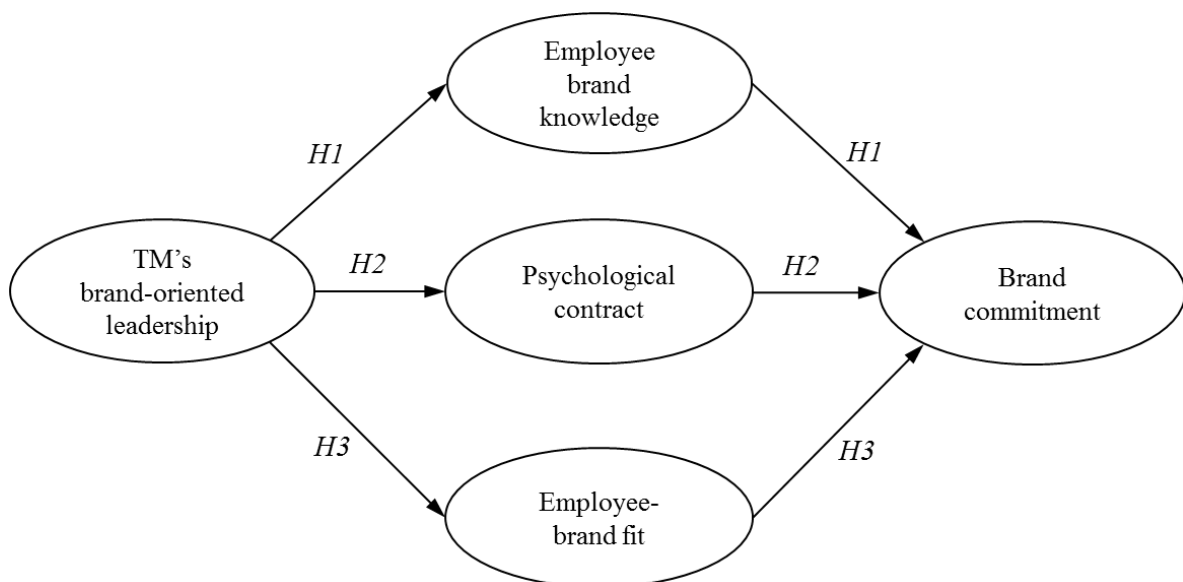 Employee
brand
knowledge
H1
H1
TM's
brand-oriented
leadership
H2
Psychological
contract
H2
Brand
commitment
H3
H3
Employee-
brand fit